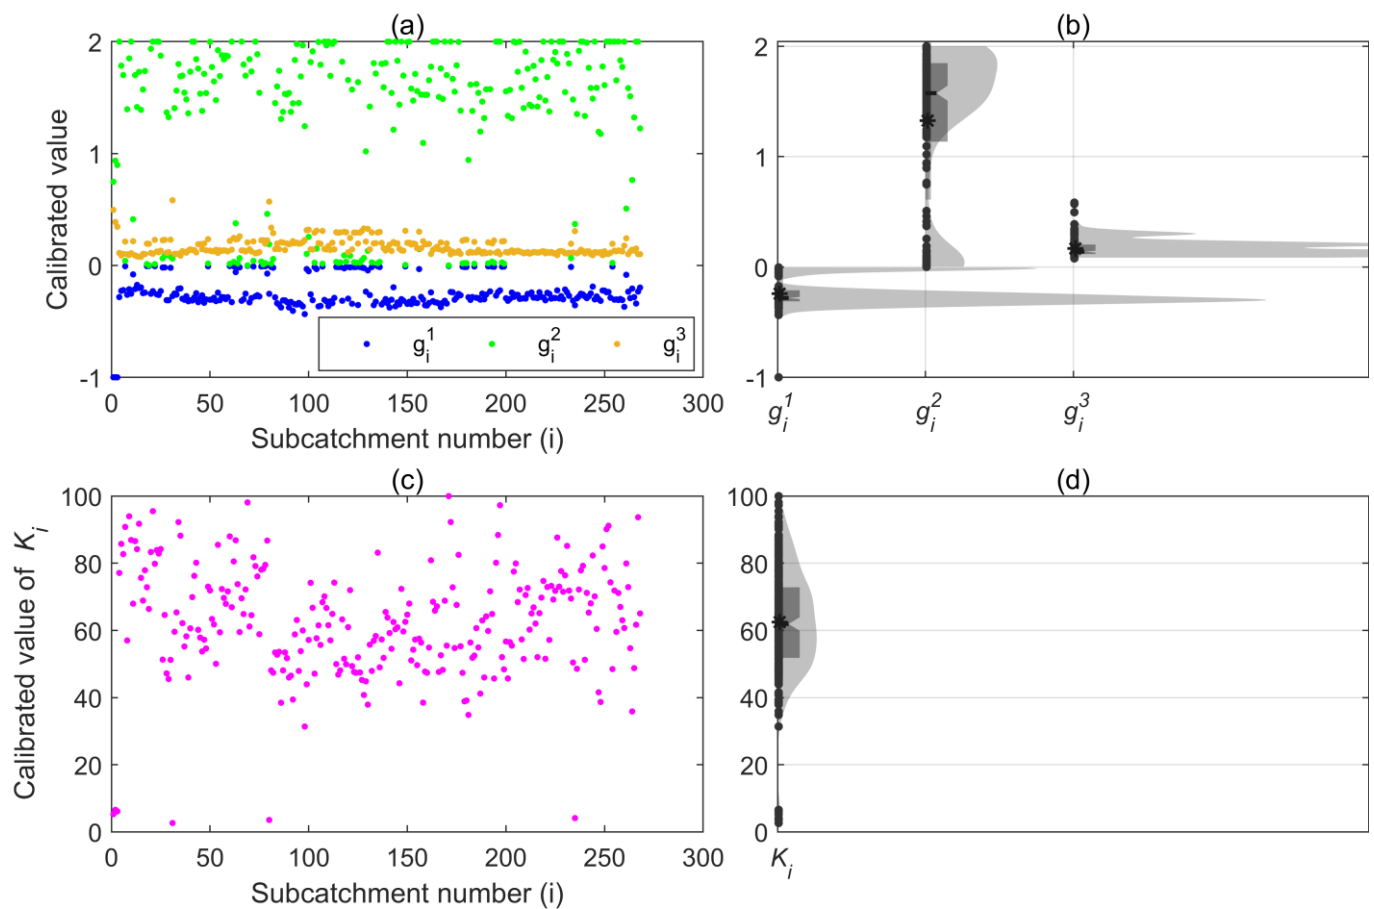 (a)
2
1
0
-1
Calibrated value
g_i^1 g_i^2 g_i^3
0 50 100 150 200 250 300
Subcatchment number (i)
(b)
2
1
0
-1
g_i^1 g_i^2 g_i^3
(c)
100
80
60
40
20
0
Calibrated value of K_i
0 50 100 150 200 250 300
Subcatchment number (i)
(d)
100
80
60
40
20
0
K_i